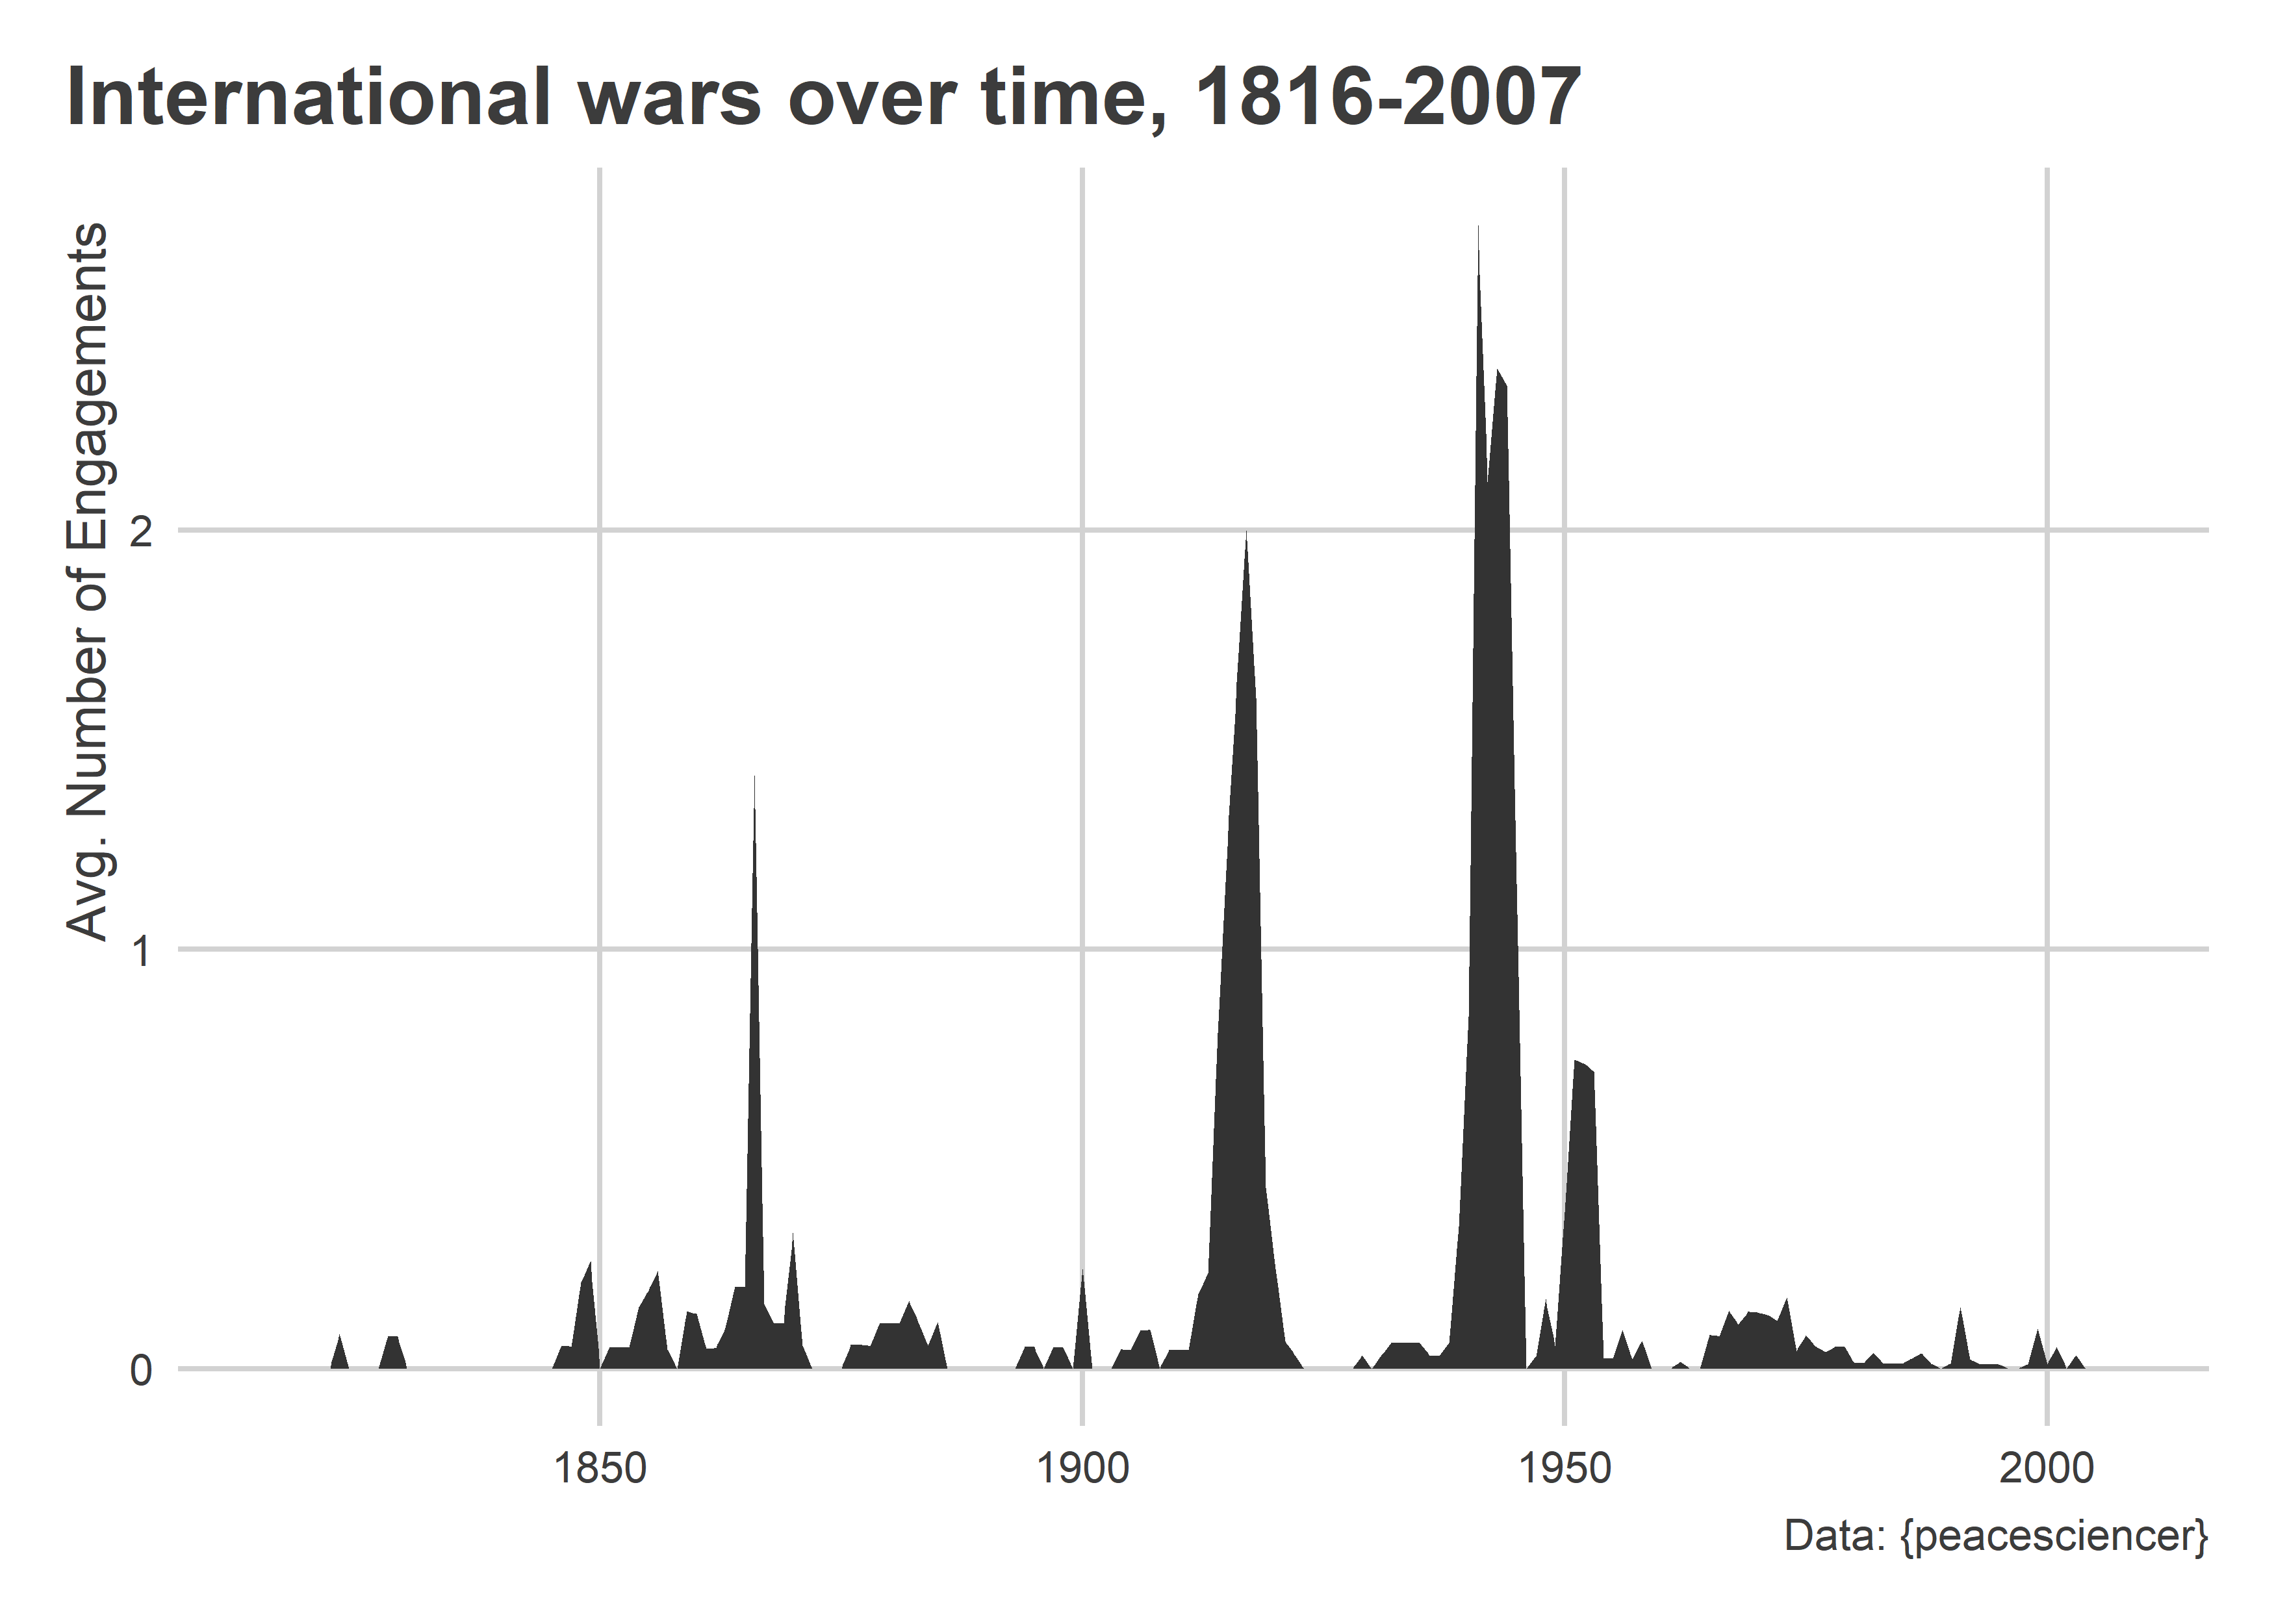 International wars over time, 1816-2007
Avg. Number of Engagements
2
1
0
1850
1900
1950
2000
Data: {peacesciencer}